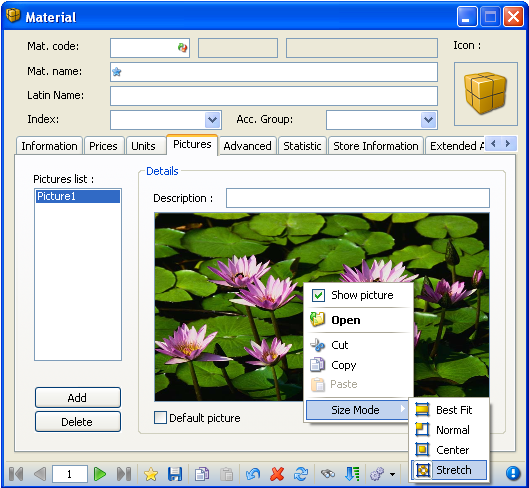 Material
Mat. code:
Icon :
Mat. name:
Latin Name:
Index:
Acc. Group:
Information
Prices
Units
Pictures
Advanced
Statistic
Store Information
Extended A
Pictures list :
Picture1
Details
Description :
Show picture
Open
Cut
Copy
Paste
Size Mode
Best Fit
Normal
Center
Stretch
Add
Delete
Default picture
1